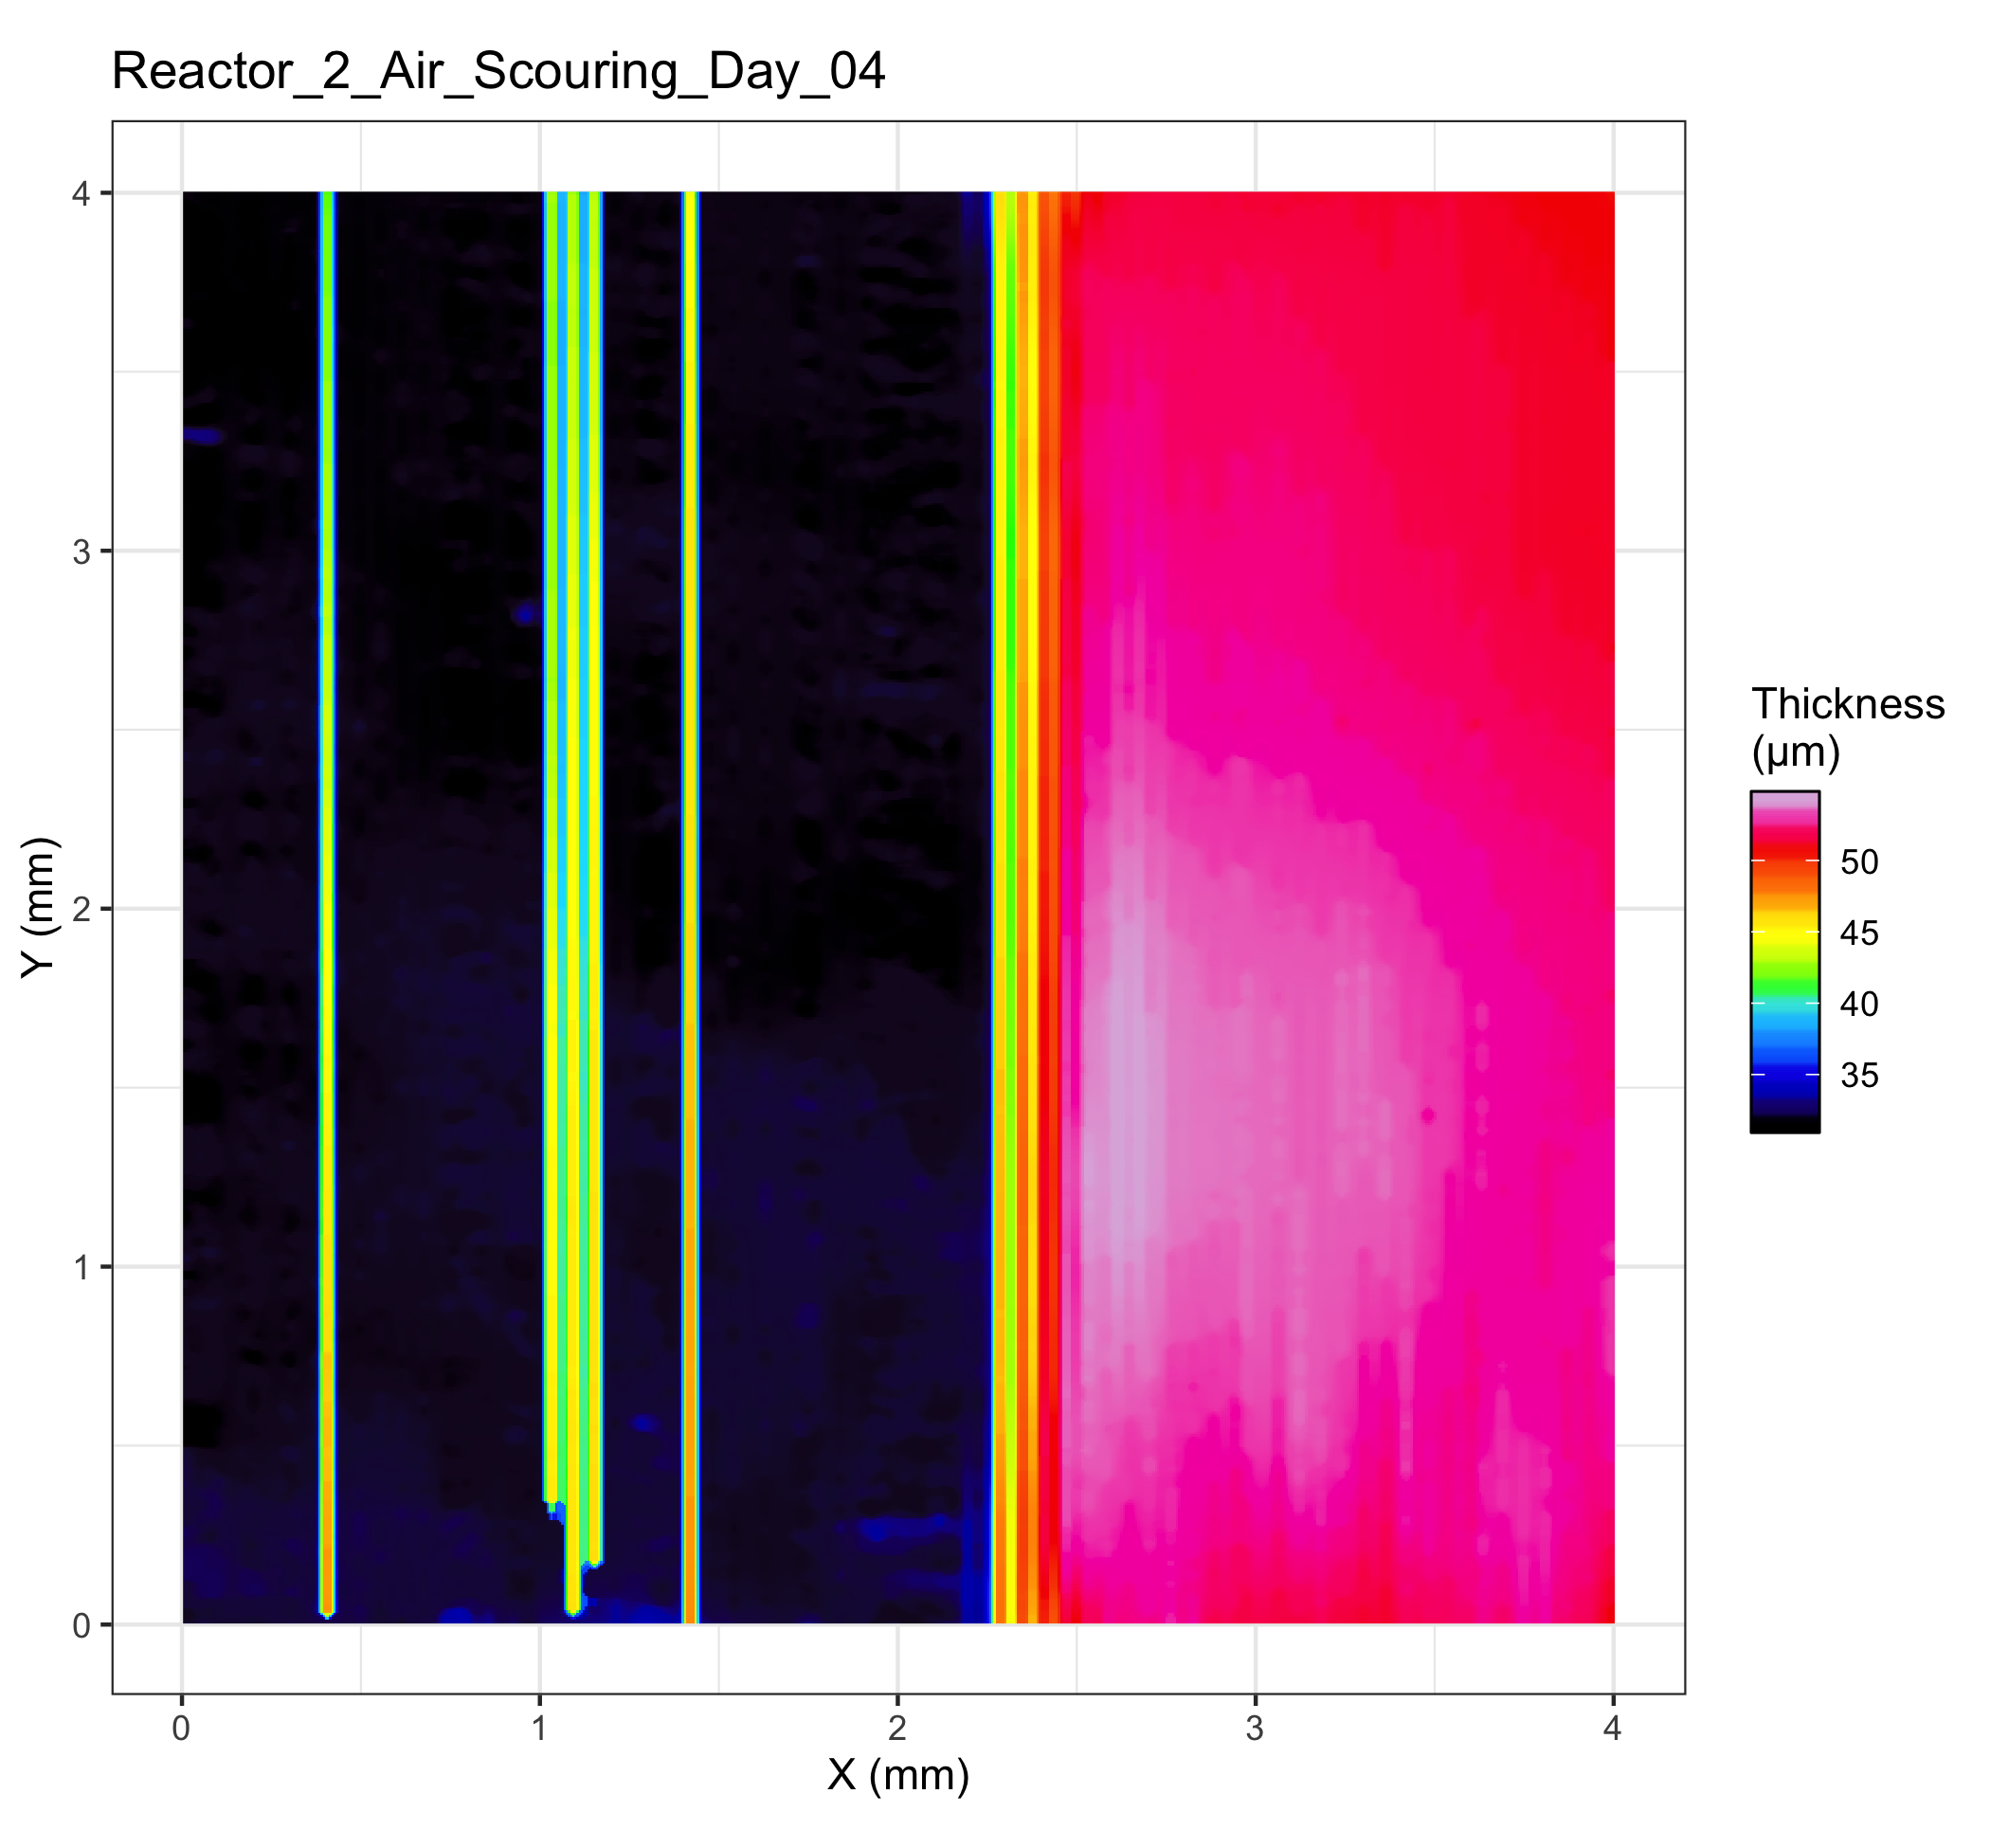 Reactor_2_Air_Scouring_Day_04
4
3
2
1
0
Y (mm)
0 1 2 3 4
X (mm)
Thickness
(µm)
50
45
40
35